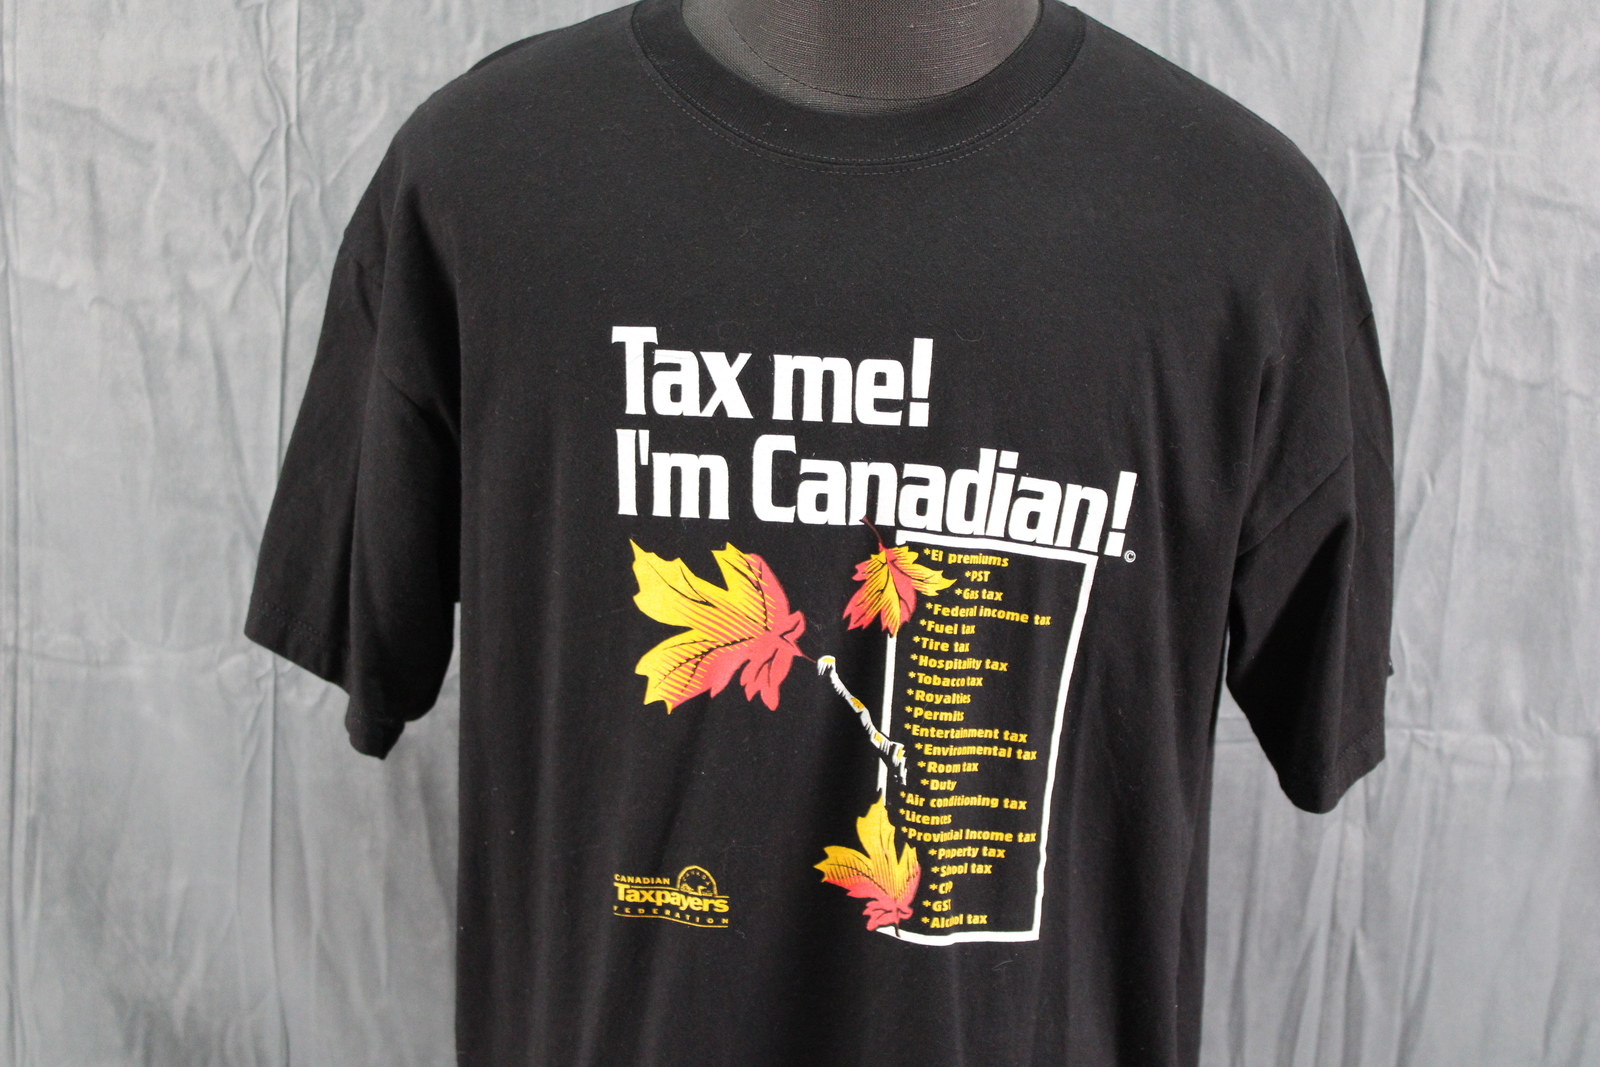 Tax me!
I'm Canadian!
©
*EI premiums
*PST
*Gas tax
*Federal income tax
*Fuel tax
*Tire tax
*Hospitality tax
*Tobacco tax
*Royalties
*Permits
*Entertainment tax
*Environmental tax
*Room tax
*Duty
*Air conditioning tax
*Licences
*Provincial Income tax
*Property tax
*School tax
*CPP
*GST
*Alcohol tax
CANADIAN
Taxpayers
FEDERATION